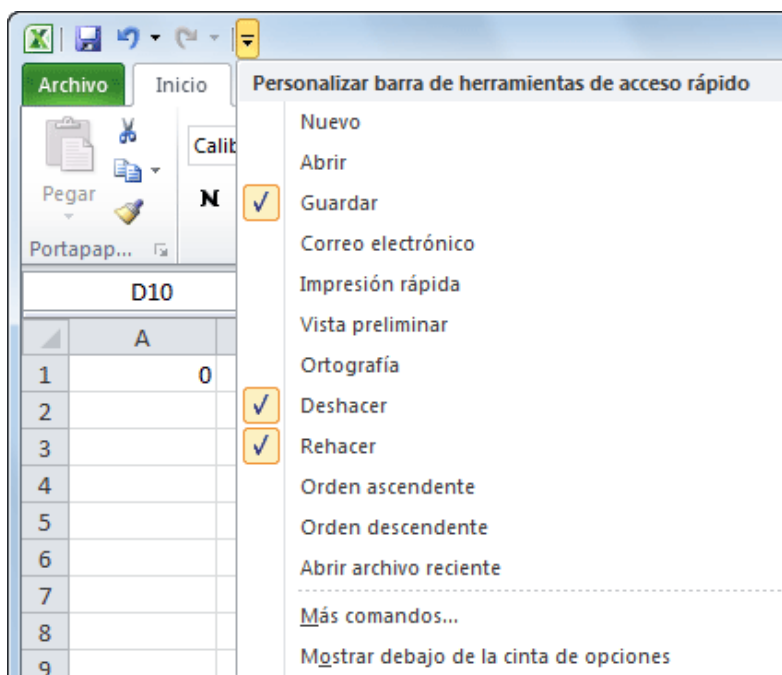 Archivo Inicio
Personalizar barra de herramientas de acceso rápido
Nuevo
Abrir
Guardar
Correo electrónico
Impresión rápida
Vista preliminar
Ortografía
Deshacer
Rehacer
Orden ascendente
Orden descendente
Abrir archivo reciente
Más comandos...
Mostrar debajo de la cinta de opciones
Pegar
Calib
N
Portapap...
D10
A
1 0
2
3
4
5
6
7
8
9